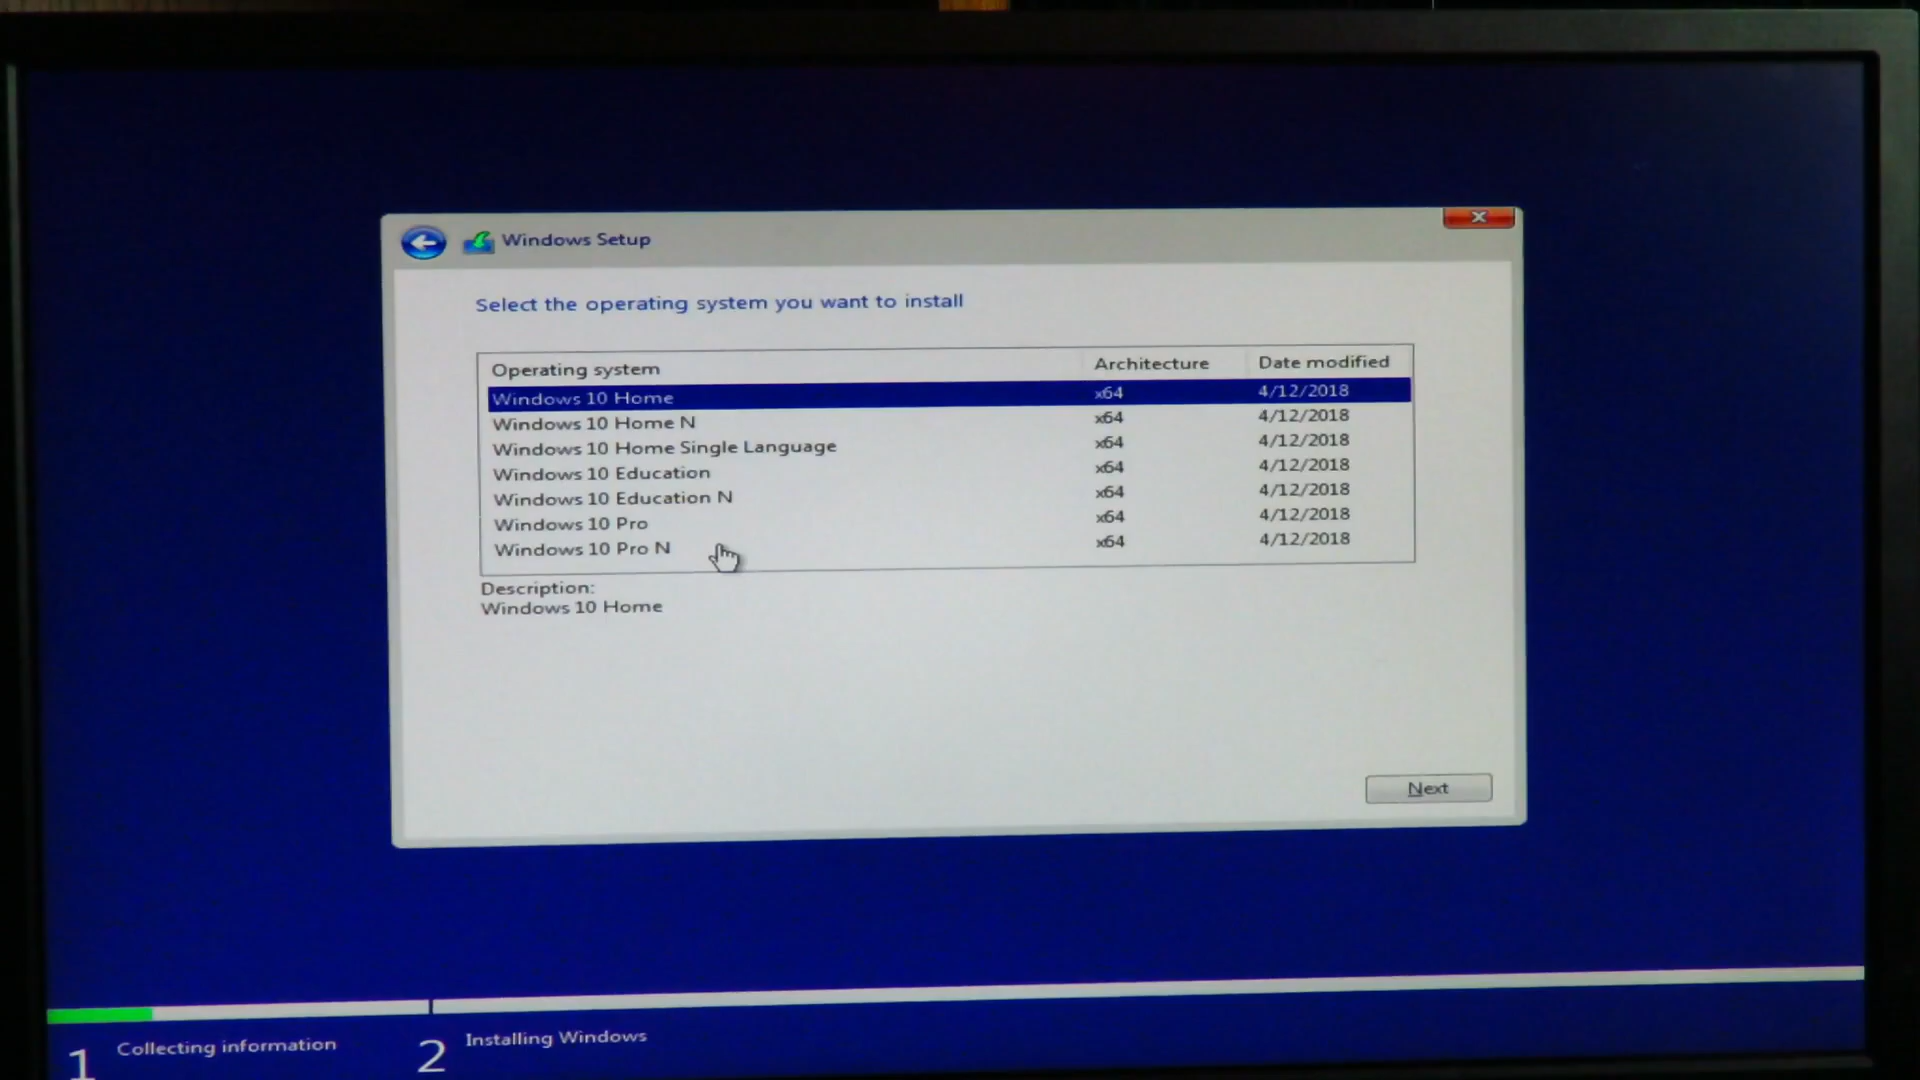 Windows Setup
Select the operating system you want to install
Operating system Architecture Date modified
Windows 10 Home x64 4/12/2018
Windows 10 Home N x64 4/12/2018
Windows 10 Home Single Language x64 4/12/2018
Windows 10 Education x64 4/12/2018
Windows 10 Education N x64 4/12/2018
Windows 10 Pro x64 4/12/2018
Windows 10 Pro N x64 4/12/2018
Description:
Windows 10 Home
Next
1 Collecting information 2 Installing Windows